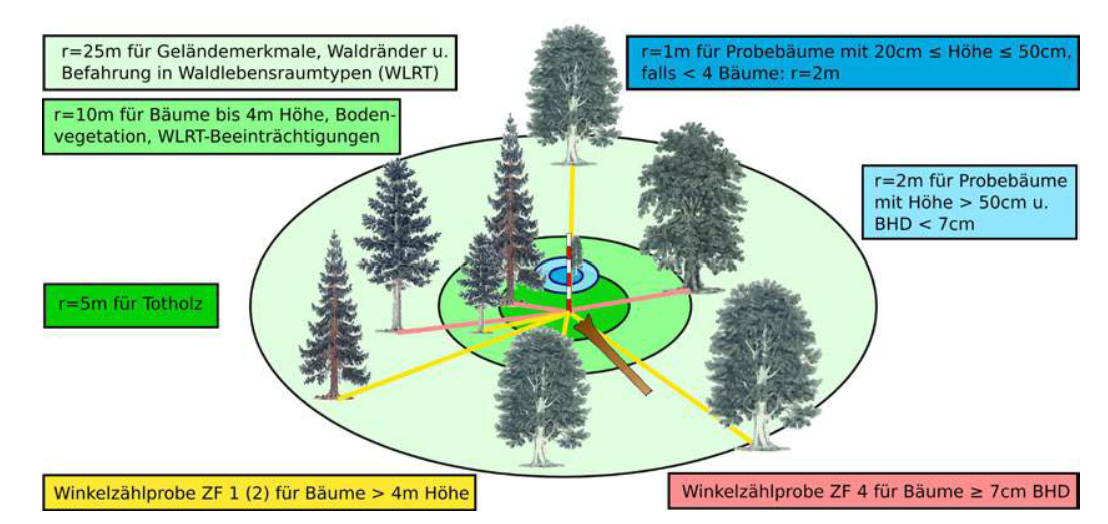 r=25m für Geländemerkmale, Waldränder u.
Befahrung in Waldlebensraumtypen (WLRT)
r=1m für Probebäume mit 20cm ≤ Höhe ≤ 50cm,
falls < 4 Bäume: r=2m
r=10m für Bäume bis 4m Höhe, Boden-
vegetation, WLRT-Beeinträchtigungen
r=2m für Probebäume
mit Höhe > 50cm u.
BHD < 7cm
r=5m für Totholz
Winkelzählprobe ZF 1 (2) für Bäume > 4m Höhe
Winkelzählprobe ZF 4 für Bäume ≥ 7cm BHD